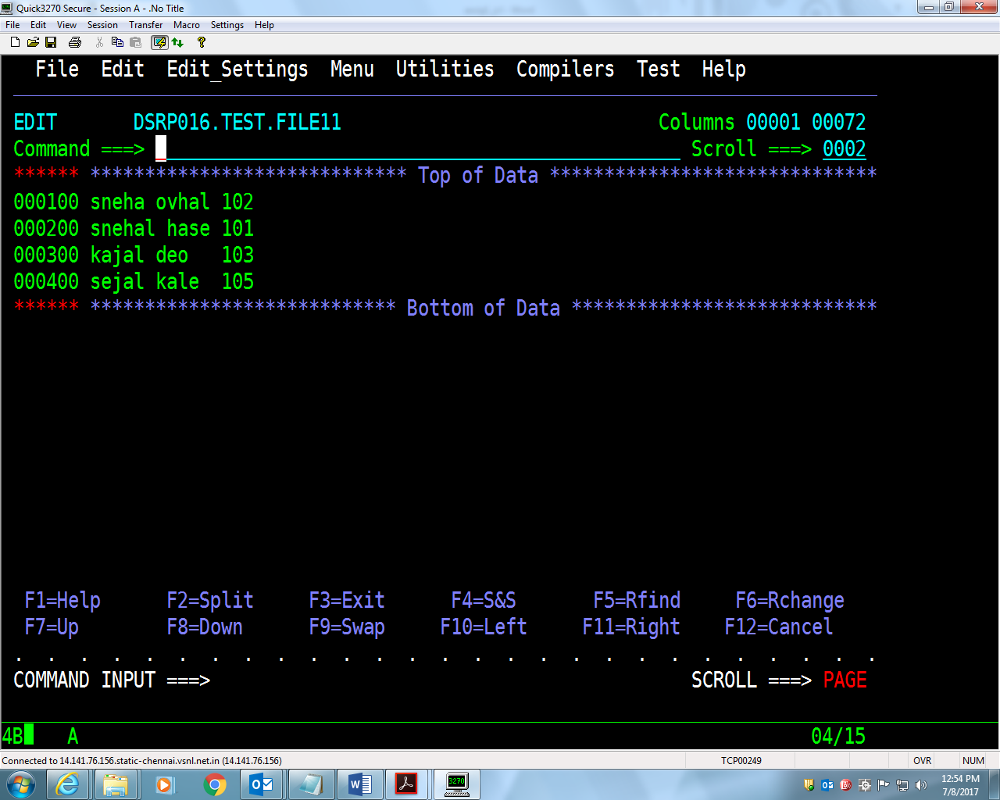 Quick3270 Secure - Session A - .No Title
File Edit View Session Transfer Macro Settings Help
File Edit Edit_Settings Menu Utilities Compilers Test Help
EDIT DSRP016.TEST.FILE11 Columns 00001 00072
Command ===> Scroll ===> 0002
****** ***************************** Top of Data ******************************
000100 sneha ovhal 102
000200 snehal hase 101
000300 kajal deo   103
000400 sejal kale  105
****** **************************** Bottom of Data ****************************
F1=Help F2=Split F3=Exit F4=S&S F5=Rfind F6=Rchange
F7=Up F8=Down F9=Swap F10=Left F11=Right F12=Cancel
. . . . . . . . . . . . . . . . . . . . . . . . . . .
COMMAND INPUT ===> SCROLL ===> PAGE
4B A 04/15
Connected to 14.141.76.156.static-chennai.vsnl.net.in (14.141.76.156) TCP00249 OVR NUM
3270 12:54 PM
7/8/2017